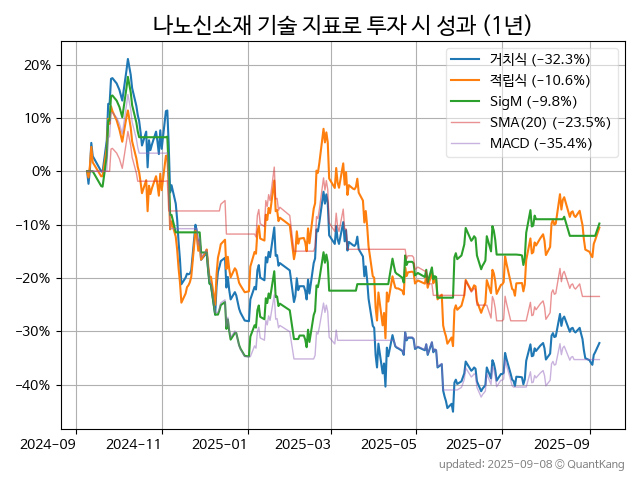 나노신소재 기술 지표로 투자 시 성과 (1년)
거치식 (−32.3%)
적립식 (−10.6%)
SigM (−9.8%)
SMA(20) (−23.5%)
MACD (−35.4%)
20%
10%
0%
−10%
−20%
−30%
−40%
2024-09 2024-11 2025-01 2025-03 2025-05 2025-07 2025-09
updated: 2025-09-08 © QuantKang